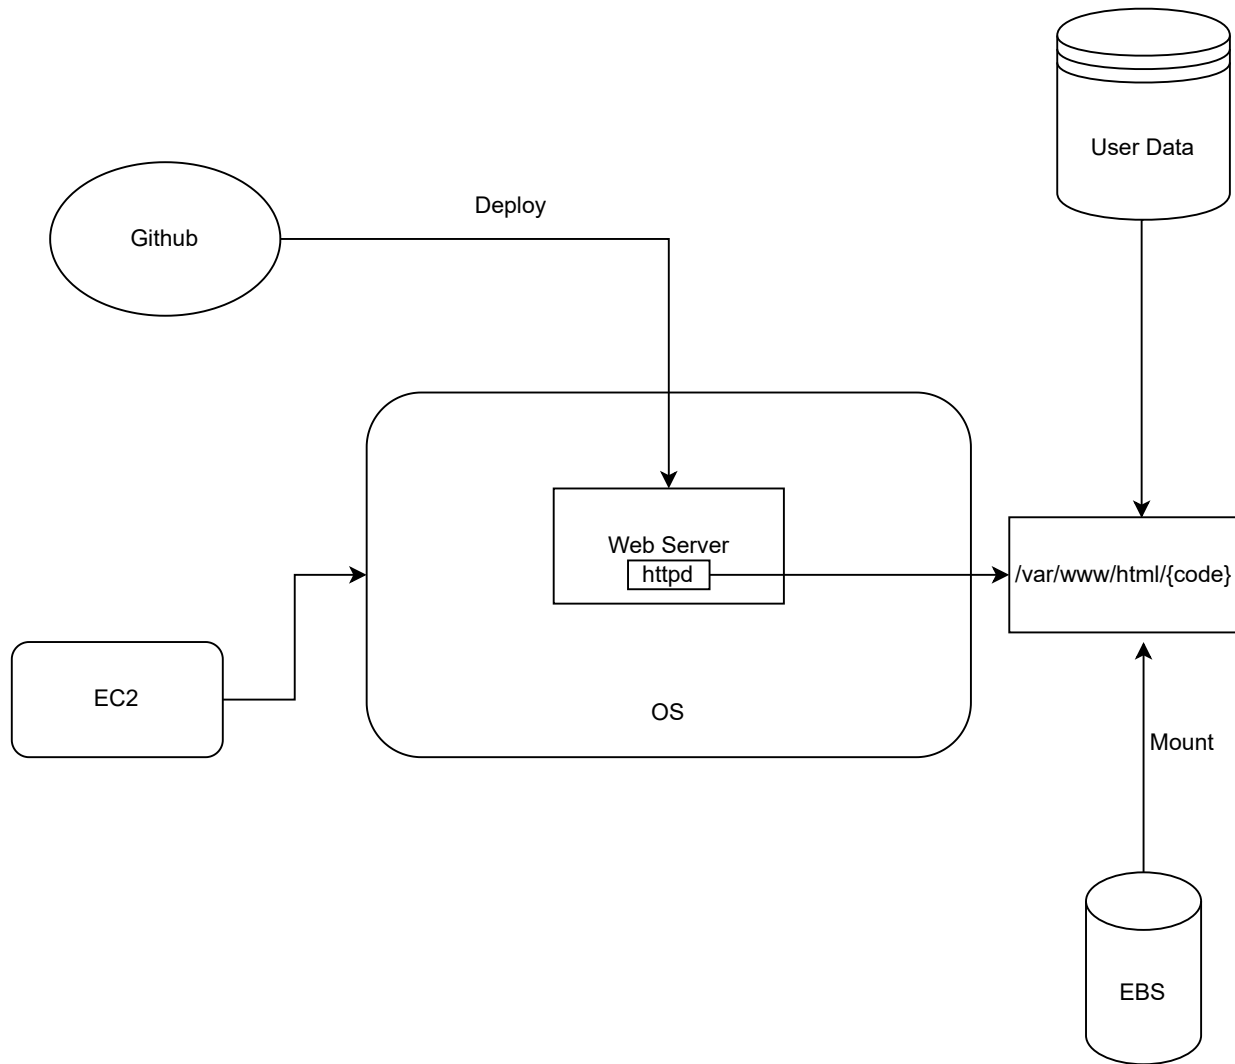 User Data
Deploy
Github
Web Server
httpd
/var/www/html/{code}
EC2
OS
Mount
EBS